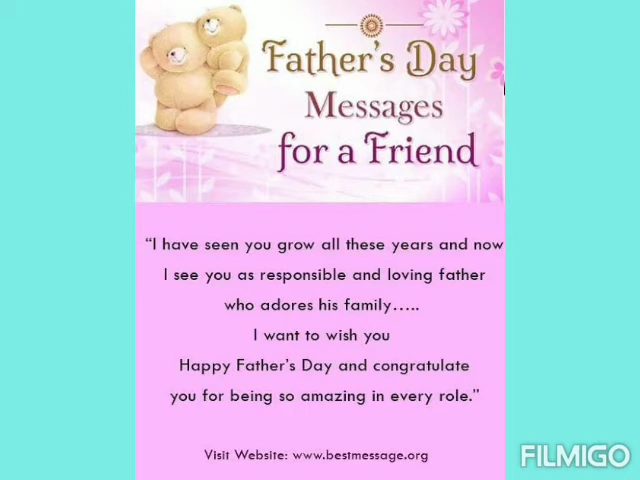 Father's Day
Messages
for a Friend
“I have seen you grow all these years and now
I see you as responsible and loving father
who adores his family.....
I want to wish you
Happy Father's Day and congratulate
you for being so amazing in every role.”
Visit Website: www.bestmessage.org
FILMIGO